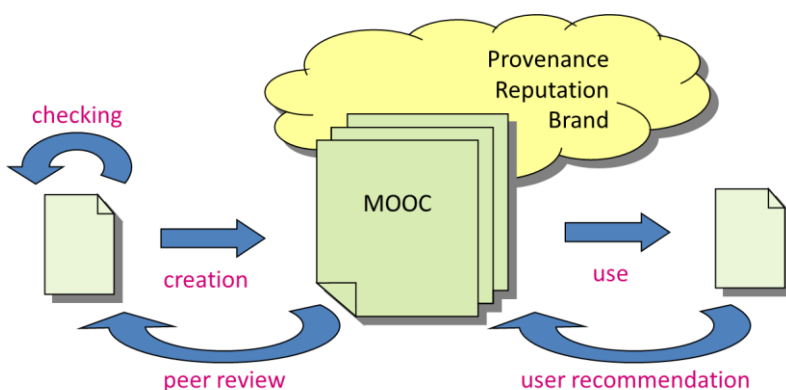 Provenance
Reputation
Brand
checking
MOOC
creation
use
peer review
user recommendation